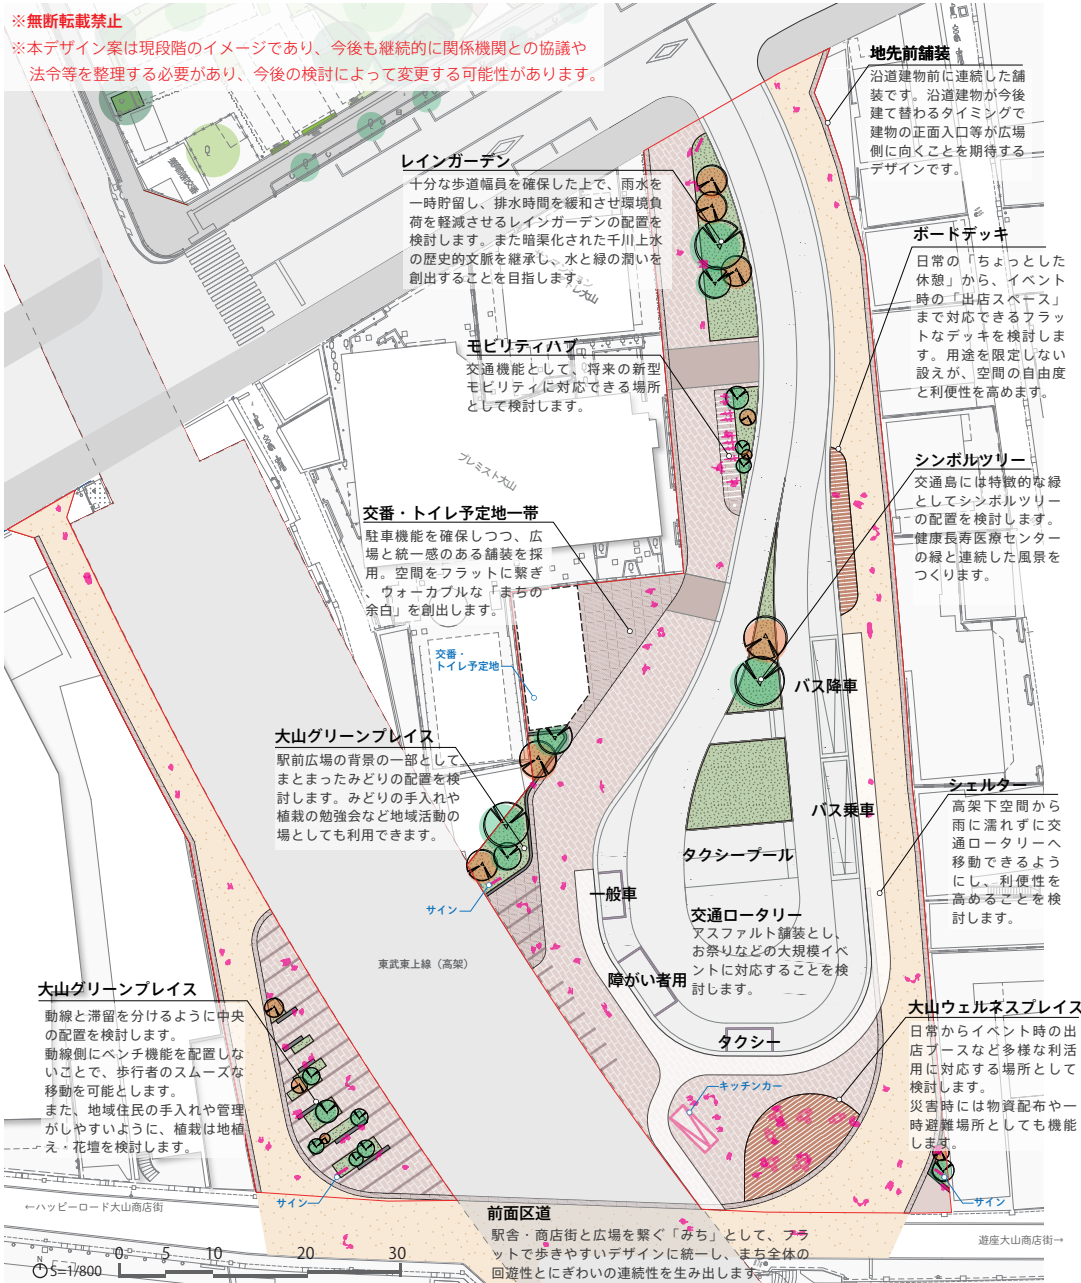 ※無断転載禁止
※本デザイン案は現段階のイメージであり、今後も継続的に関係機関との協議や
法令等を整理する必要があり、今後の検討によって変更する可能性があります。
地先前舗装
沿道建物前に連続した舗
装です。沿道建物が今後
建て替わるタイミングで
建物の正面入口等が広場
側に向くことを期待する
デザインです。
レインガーデン
十分な歩道幅員を確保した上で、雨水を
一時貯留し、排水時間を緩和させ環境負
荷を軽減させるレインガーデンの配置を
検討します。また暗渠化された千川上水
の歴史的文脈を継承し、水と緑の潤いを
創出することを目指します。
ボードデッキ
日常の「ちょっとした
休憩」から、イベント
時の「出店スペース」
まで対応できるフラッ
トなデッキを検討しま
す。用途を限定しない
設えが、空間の自由度
と利便性を高めます。
モビリティハブ
交通機能として、将来の新型
モビリティに対応できる場所
として検討します。
プレミスト大山
シンボルツリー
交通島には特徴的な緑
としてシンボルツリー
の配置を検討します。
健康長寿医療センター
の緑と連続した風景を
つくります。
交番・トイレ予定地一帯
駐車機能を確保しつつ、広
場と統一感のある舗装を採
用。空間をフラットに繋ぎ
、ウォーカブルな「まちの
余白」を創出します。
交番・
トイレ予定地
バス降車
大山グリーンプレイス
駅前広場の背景の一部として
まとまったみどりの配置を検
討します。みどりの手入れや
植栽の勉強会など地域活動の
場としても利用できます。
シェルター
高架下空間から
雨に濡れずに交
通ロータリーへ
移動できるよう
にし、利便性を
高めることを検
討します。
バス乗車
タクシープール
一般車
サイン
交通ロータリー
アスファルト舗装とし、
お祭りなどの大規模イベ
ントに対応することを検
討します。
東武東上線（高架）
障がい者用
タクシー
大山グリーンプレイス
動線と滞留を分けるように中央
の配置を検討します。
動線側にベンチ機能を配置しな
いことで、歩行者のスムーズな
移動を可能とします。
また、地域住民の手入れや管理
がしやすいように、植栽は地植
え・花壇を検討します。
大山ウェルネスプレイス
日常からイベント時の出
店ブースなど多様な利活
用に対応する場所として
検討します。
災害時には物資配布や一
時避難場所としても機能
します。
キッチンカー
サイン
サイン
←ハッピーロード大山商店街
前面区道
駅舎・商店街と広場を繋ぐ「みち」として、フラ
ットで歩きやすいデザインに統一し、まち全体の
回遊性とにぎわいの連続性を生み出します。
遊座大山商店街→
N
S=1/800
0 5 10 20 30